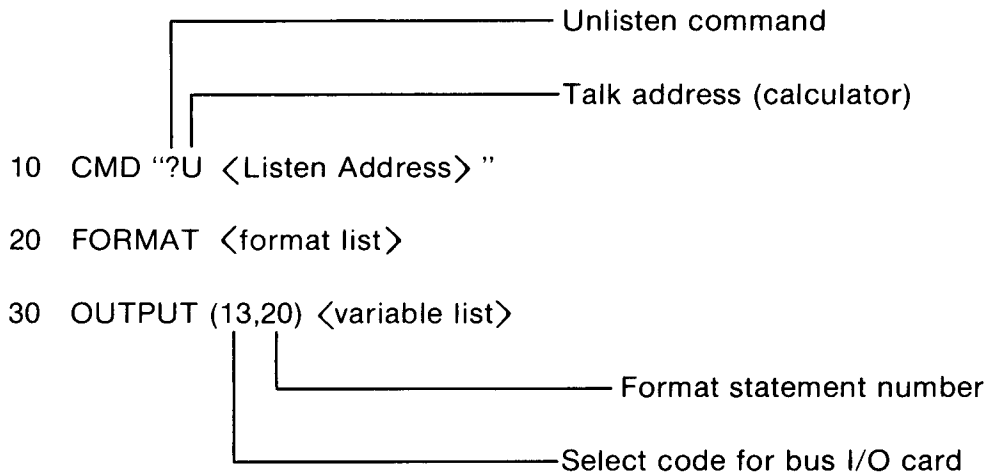 Unlisten command
Talk address (calculator)
10 CMD “?U <Listen Address> ”
20 FORMAT <format list>
30 OUTPUT (13,20) <variable list>
Format statement number
Select code for bus I/O card